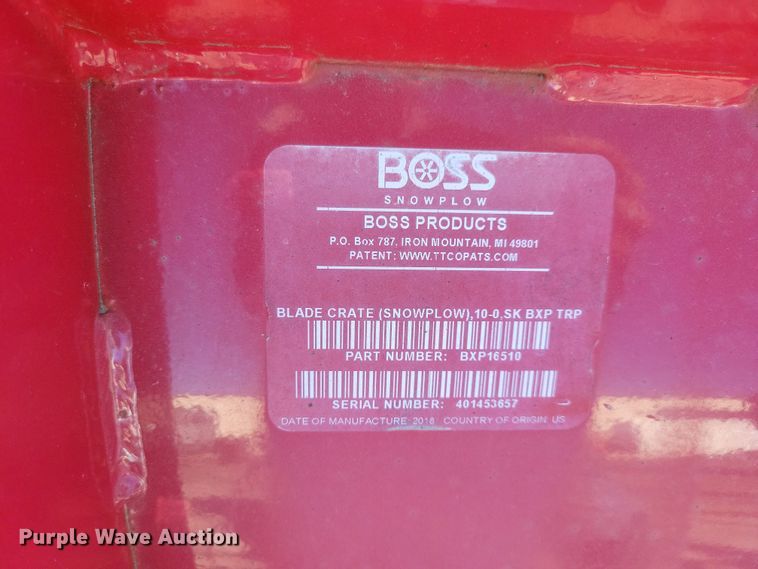 BOSS
SNOWPLOW
BOSS PRODUCTS
P.O. Box 787, IRON MOUNTAIN, MI 49801
PATENT: WWW.TTCOPATS.COM
BLADE CRATE (SNOWPLOW),10-0,SK BXP TRP
PART NUMBER: BXP16510
SERIAL NUMBER: 401453657
DATE OF MANUFACTURE: 2018 COUNTRY OF ORIGIN: US
Purple Wave Auction